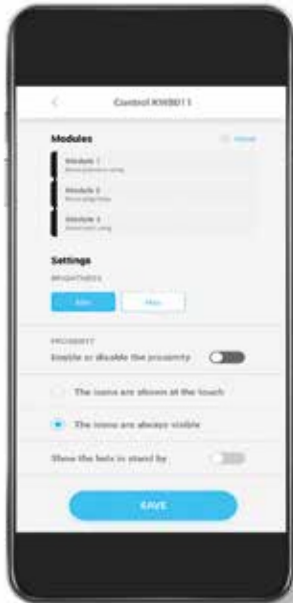 Control KW8011
Modules
Module 1
Module 2
Module 3
Settings
BRIGHTNESS
Min Max
PROXIMITY
Enable or disable the proximity
The icons are shown at the touch
The icons are always visible
Show the bars in stand by
SAVE